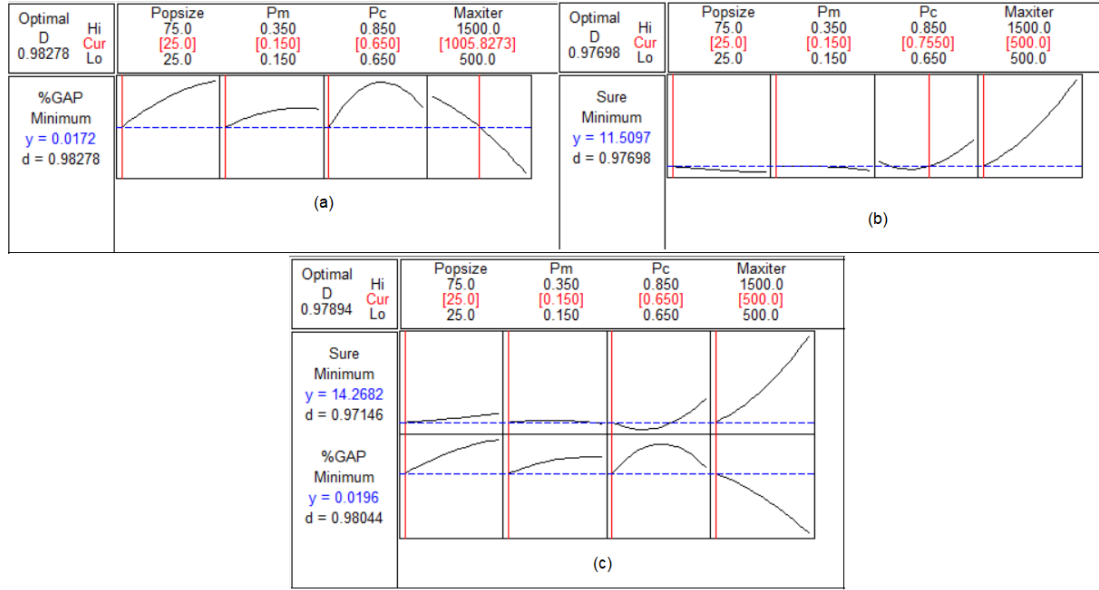 Optimal
D
0.98278
Hi
Cur
Lo
Popsize
75.0
[25.0]
25.0
Pm
0.350
[0.150]
0.150
Pc
0.850
[0.650]
0.650
Maxiter
1500.0
[1005.8273]
500.0
%GAP
Minimum
y = 0.0172
d = 0.98278
(a)
Optimal
D
0.97698
Hi
Cur
Lo
Popsize
75.0
[25.0]
25.0
Pm
0.350
[0.150]
0.150
Pc
0.850
[0.7550]
0.650
Maxiter
1500.0
[500.0]
500.0
Sure
Minimum
y = 11.5097
d = 0.97698
(b)
Optimal
D
0.97894
Hi
Cur
Lo
Popsize
75.0
[25.0]
25.0
Pm
0.350
[0.150]
0.150
Pc
0.850
[0.650]
0.650
Maxiter
1500.0
[500.0]
500.0
Sure
Minimum
y = 14.2682
d = 0.97146
%GAP
Minimum
y = 0.0196
d = 0.98044
(c)